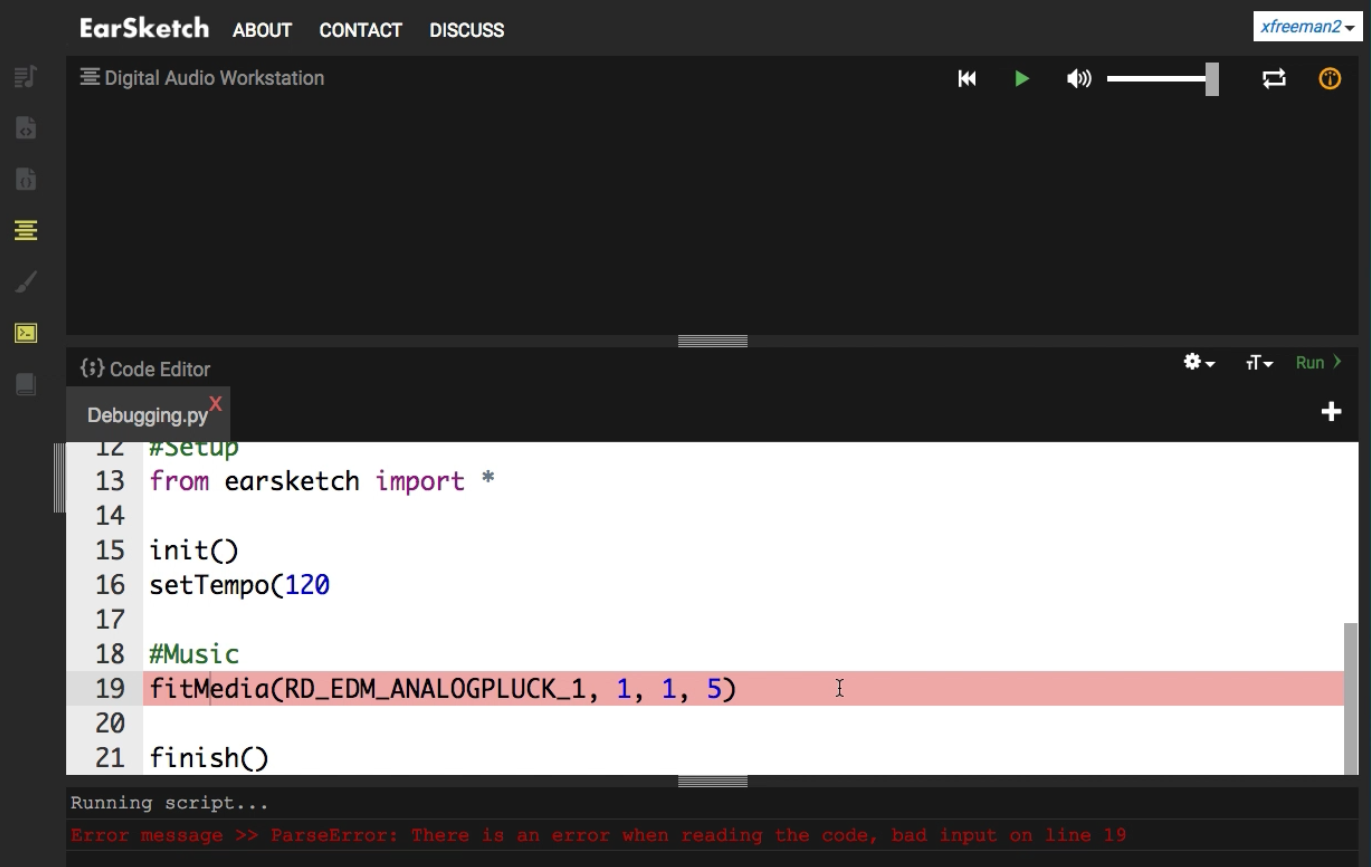 EarSketch ABOUT CONTACT DISCUSS xfreeman2
Digital Audio Workstation
{;} Code Editor Run
Debugging.py X
12 #Setup
13 from earsketch import *
14
15 init()
16 setTempo(120
17
18 #Music
19 fitMedia(RD_EDM_ANALOGPLUCK_1, 1, 1, 5)
20
21 finish()
Running script...
Error message >> ParseError: There is an error when reading the code, bad input on line 19